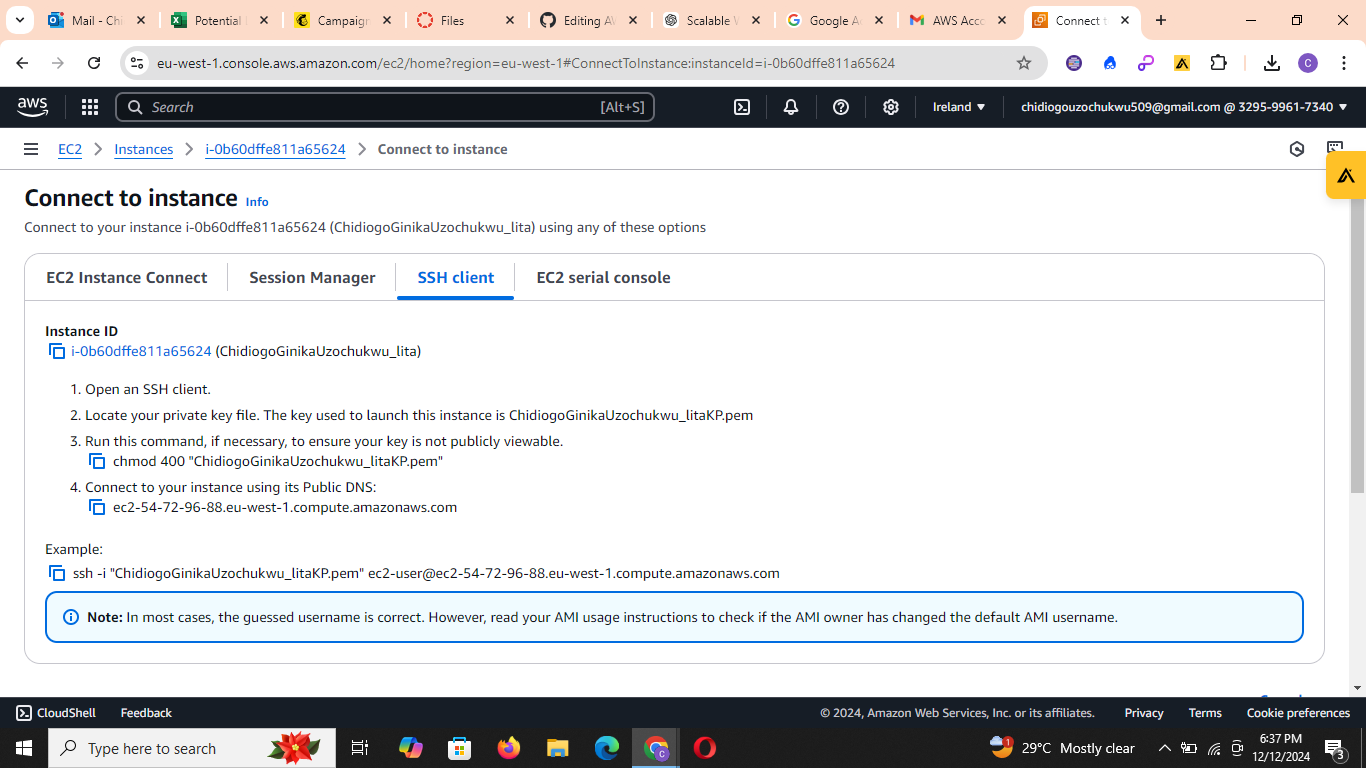 Mail - Chi
Potential
Campaign
Files
Editing A
Scalable V
Google A
AWS Acco
Connect t
eu-west-1.console.aws.amazon.com/ec2/home?region=eu-west-1#ConnectToInstance:instanceId=i-0b60dffe811a65624
C
aws
Search
[Alt+S]
Ireland
chidiogouzochukwu509@gmail.com @ 3295-9961-7340
EC2
Instances
i-0b60dffe811a65624
Connect to instance
Connect to instance Info
Connect to your instance i-0b60dffe811a65624 (ChidiogoGinikaUzochukwu_lita) using any of these options
EC2 Instance Connect
Session Manager
SSH client
EC2 serial console
Instance ID
i-0b60dffe811a65624 (ChidiogoGinikaUzochukwu_lita)
1. Open an SSH client.
2. Locate your private key file. The key used to launch this instance is ChidiogoGinikaUzochukwu_litaKP.pem
3. Run this command, if necessary, to ensure your key is not publicly viewable.
chmod 400 "ChidiogoGinikaUzochukwu_litaKP.pem"
4. Connect to your instance using its Public DNS:
ec2-54-72-96-88.eu-west-1.compute.amazonaws.com
Example:
ssh -i "ChidiogoGinikaUzochukwu_litaKP.pem" ec2-user@ec2-54-72-96-88.eu-west-1.compute.amazonaws.com
Note: In most cases, the guessed username is correct. However, read your AMI usage instructions to check if the AMI owner has changed the default AMI username.
CloudShell
Feedback
© 2024, Amazon Web Services, Inc. or its affiliates.
Privacy
Terms
Cookie preferences
Type here to search
1
29°C Mostly clear
6:37 PM
12/12/2024
3